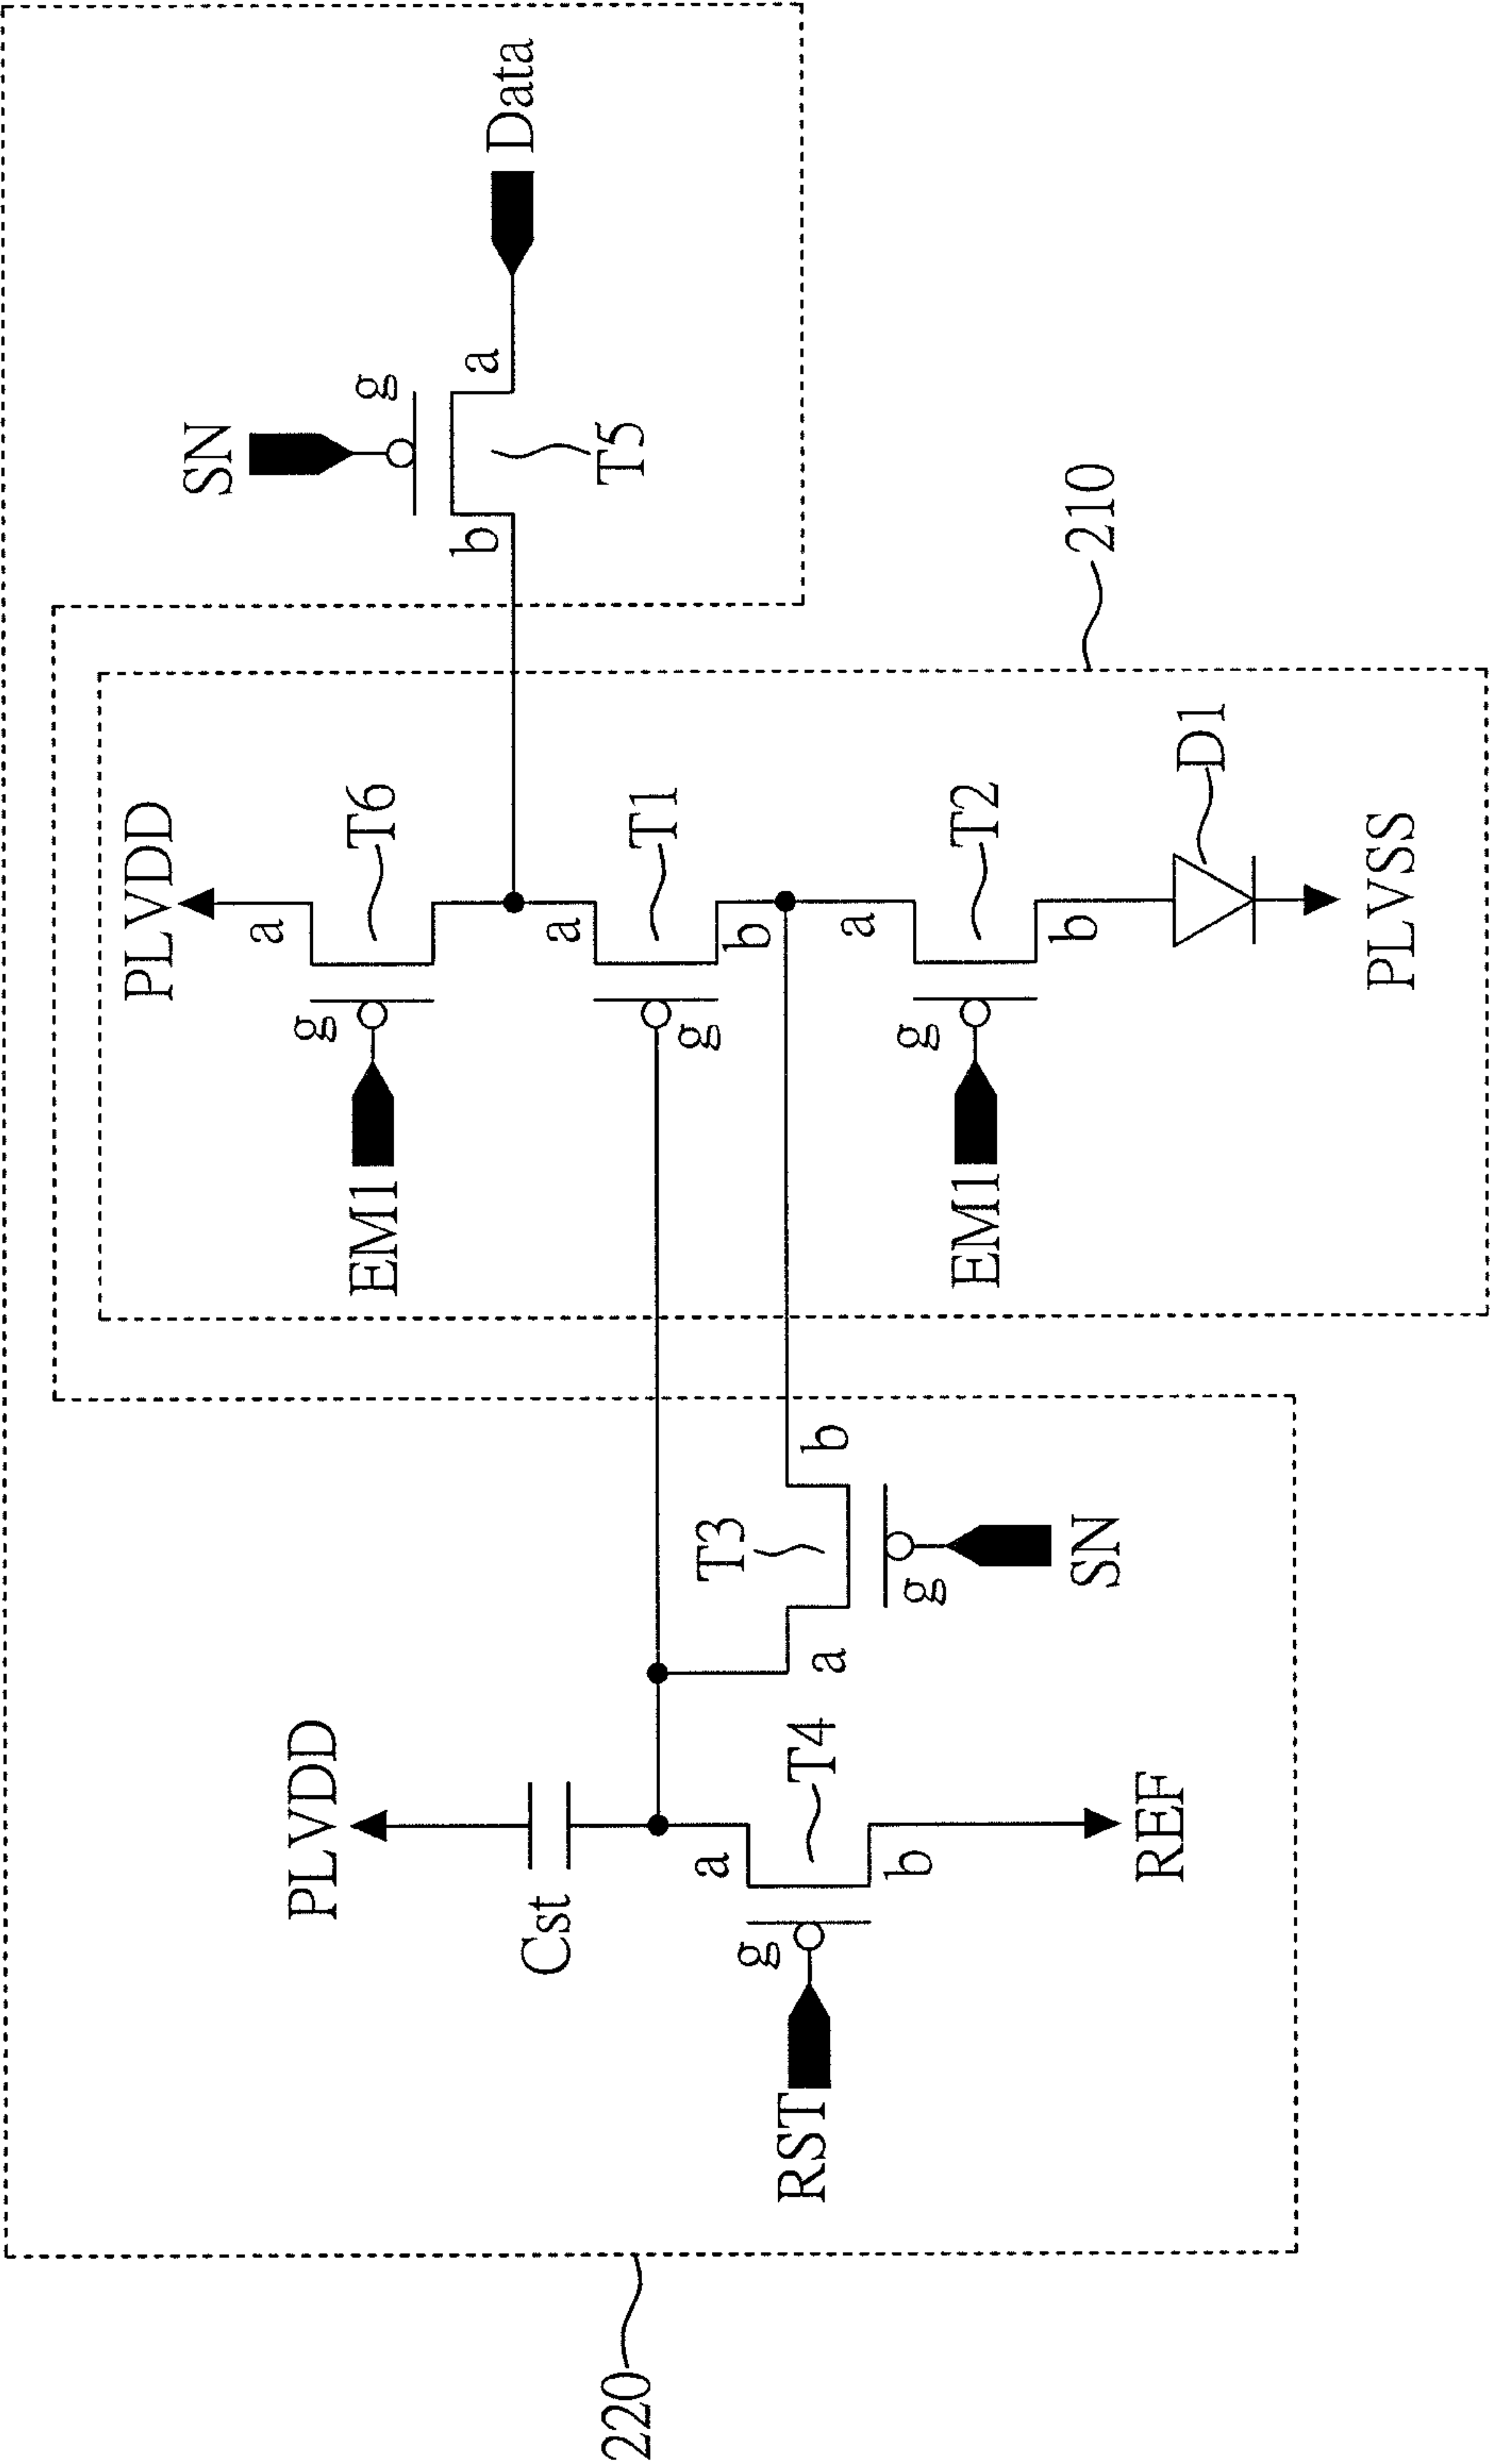 SN
g
Data
a
b
T5
210
PLVDD
a
T6
g
EM1
a
T1
b
g
a
T2
g
EM1
b
D1
PLVSS
b
T3
g
SN
a
PLVDD
Cst
a
T4
g
b
RST
REF
220